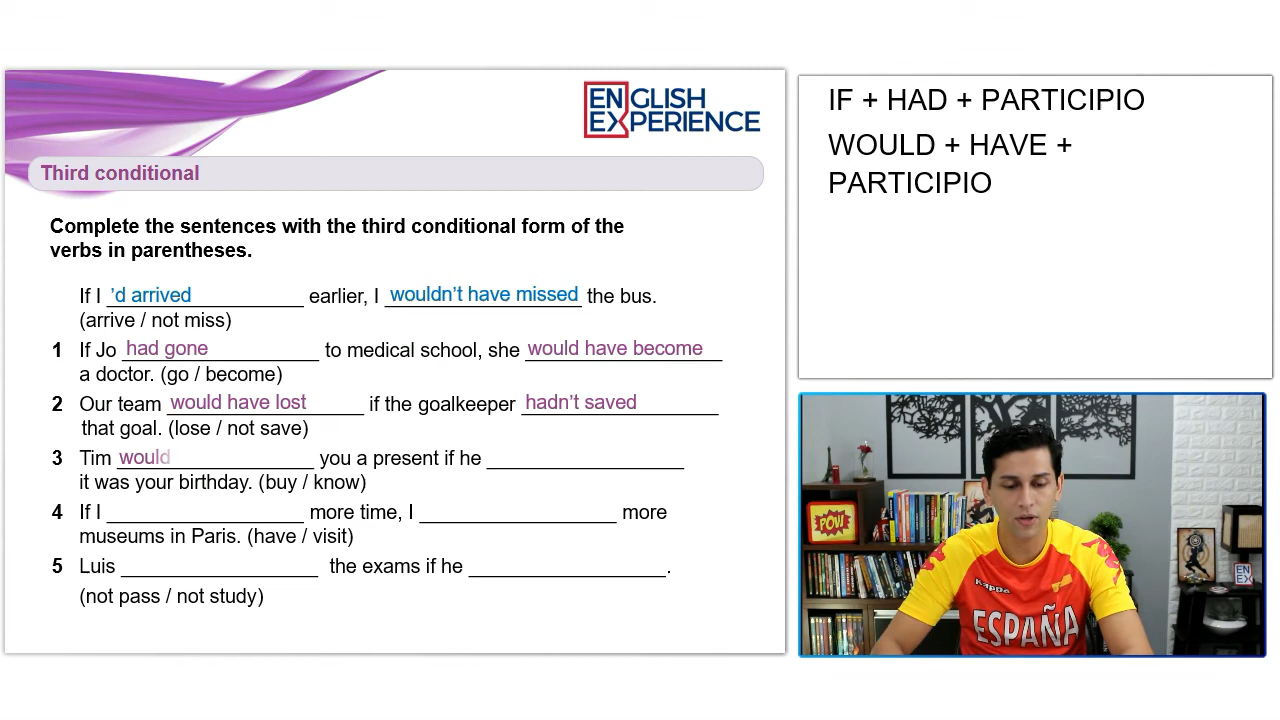 ENGLISH
EXPERIENCE
Third conditional
Complete the sentences with the third conditional form of the
verbs in parentheses.
If I 'd arrived earlier, I wouldn't have missed the bus.
(arrive / not miss)
1 If Jo had gone to medical school, she would have become
a doctor. (go / become)
2 Our team would have lost if the goalkeeper hadn't saved
that goal. (lose / not save)
3 Tim would you a present if he
it was your birthday. (buy / know)
4 If I more time, I more
museums in Paris. (have / visit)
5 Luis the exams if he .
(not pass / not study)
IF + HAD + PARTICIPIO
WOULD + HAVE +
PARTICIPIO
POW!
Kappa
ESPAÑA
EN
EX